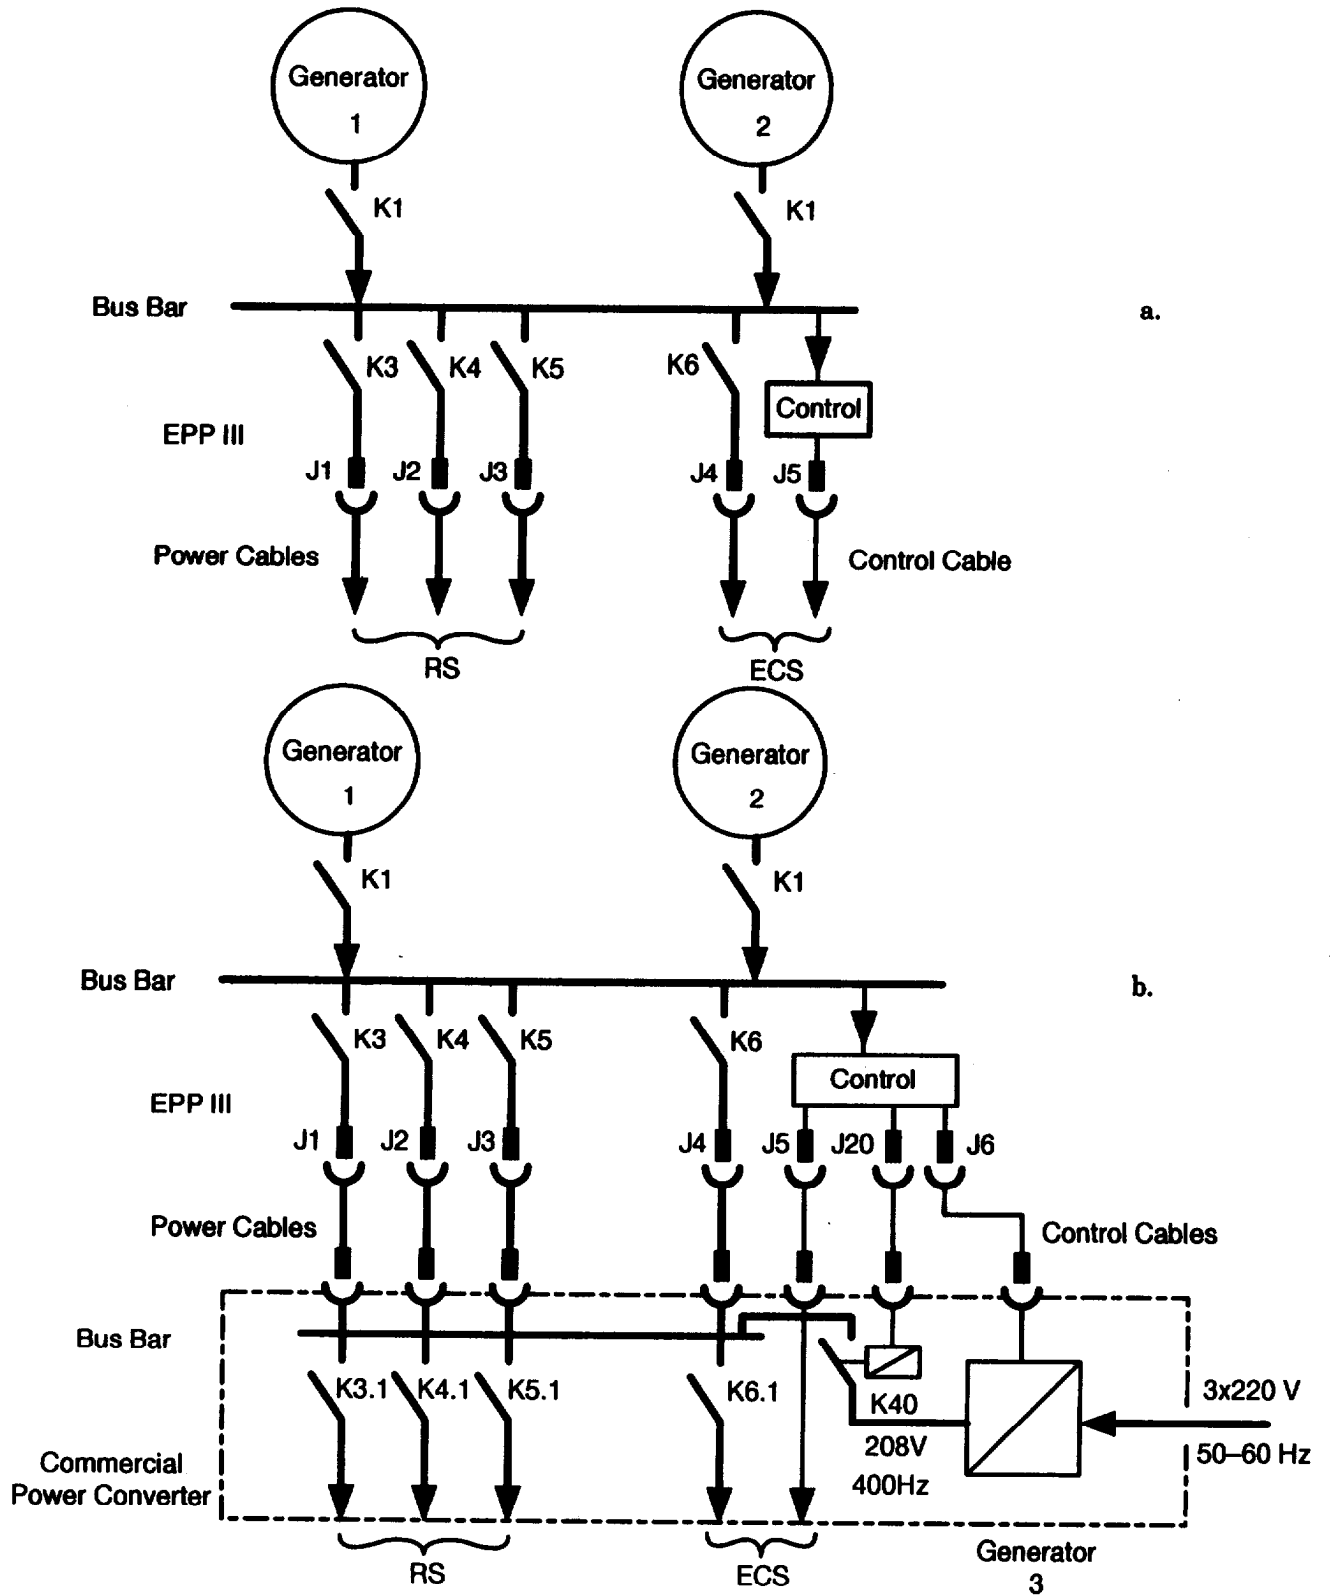 Generator
1
Generator
2
K1
K1
Bus Bar
a.
K3
K4
K5
K6
Control
EPP III
J1
J2
J3
J4
J5
Power Cables
Control Cable
RS
ECS
Generator
1
Generator
2
K1
K1
Bus Bar
b.
K3
K4
K5
K6
Control
EPP III
J1
J2
J3
J4
J5
J20
J6
Power Cables
Control Cables
Bus Bar
K3.1
K4.1
K5.1
K6.1
K40
208V
400Hz
3x220 V
50–60 Hz
Commercial
Power Converter
RS
ECS
Generator
3